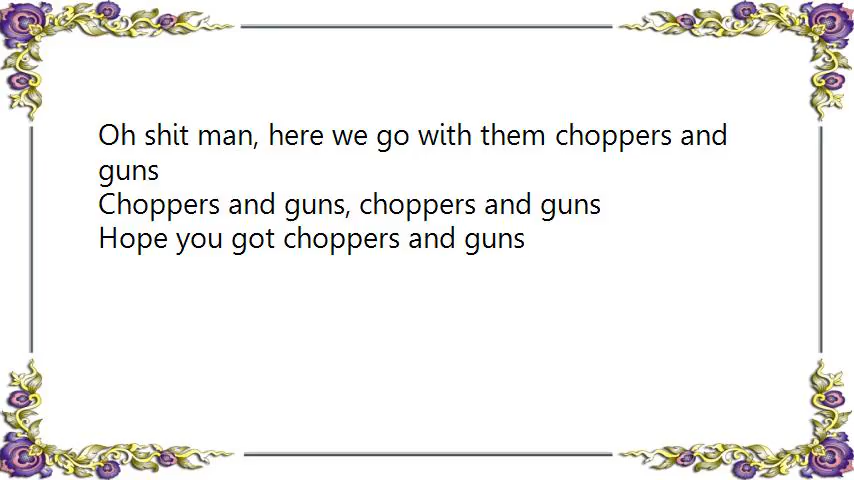 Oh shit man, here we go with them choppers and
guns
Choppers and guns, choppers and guns
Hope you got choppers and guns